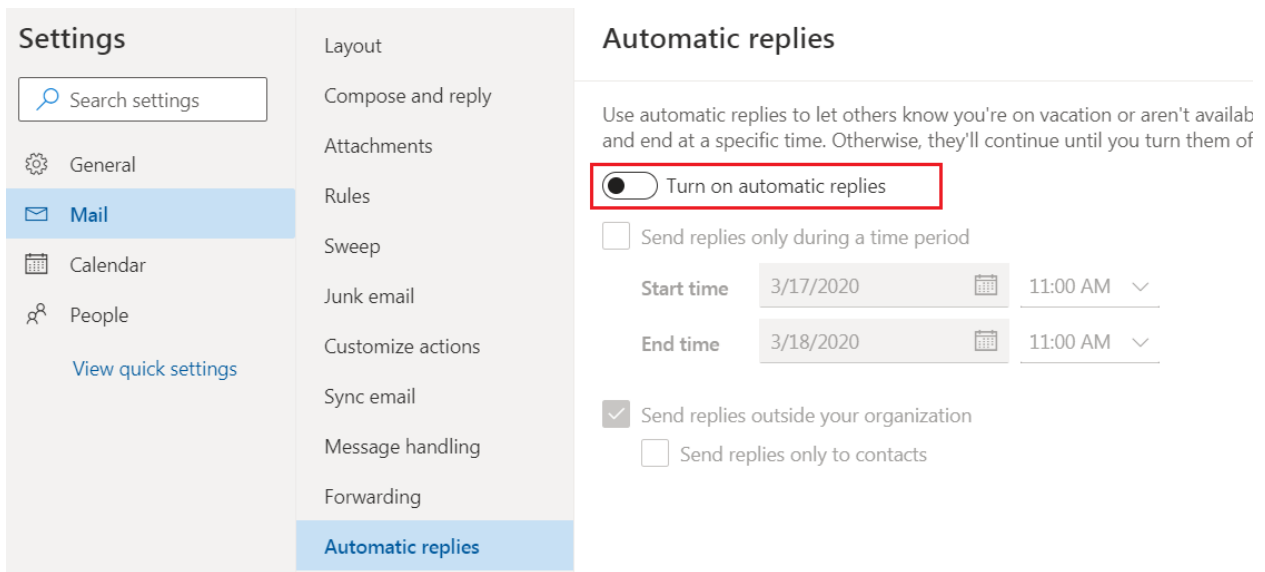 Settings
Search settings
General
Mail
Calendar
People
View quick settings
Layout
Compose and reply
Attachments
Rules
Sweep
Junk email
Customize actions
Sync email
Message handling
Forwarding
Automatic replies
Automatic replies
Use automatic replies to let others know you're on vacation or aren't availab
and end at a specific time. Otherwise, they'll continue until you turn them of
Turn on automatic replies
Send replies only during a time period
Start time 3/17/2020 11:00 AM
End time 3/18/2020 11:00 AM
Send replies outside your organization
Send replies only to contacts